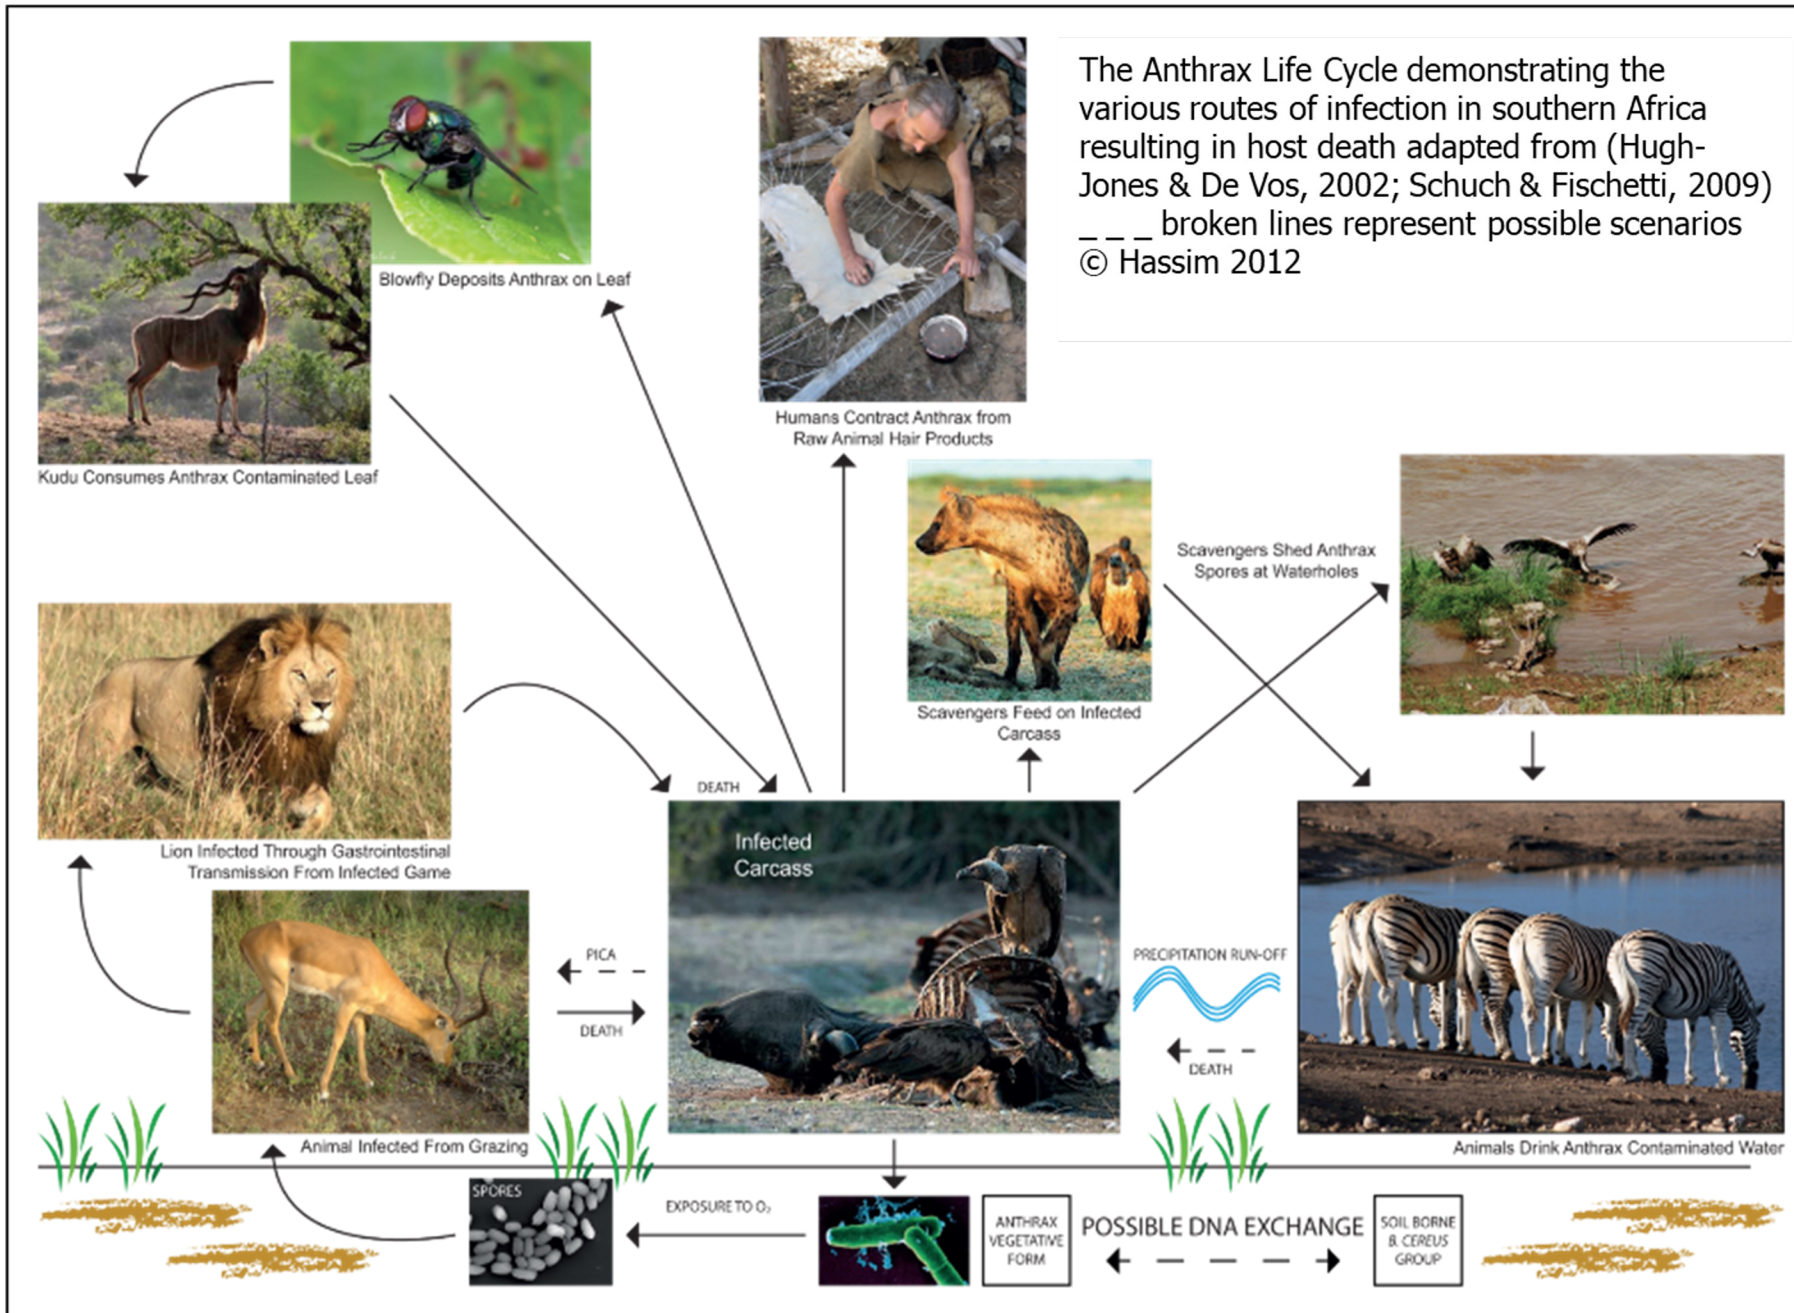 The Anthrax Life Cycle demonstrating the
various routes of infection in southern Africa
resulting in host death adapted from (Hugh-
Jones & De Vos, 2002; Schuch & Fischetti, 2009)
_ _ _ broken lines represent possible scenarios
© Hassim 2012
Blowfly Deposits Anthrax on Leaf
Kudu Consumes Anthrax Contaminated Leaf
Humans Contract Anthrax from
Raw Animal Hair Products
Scavengers Shed Anthrax
Spores at Waterholes
Scavengers Feed on Infected
Carcass
Lion Infected Through Gastrointestinal
Transmission From Infected Game
DEATH
Infected
Carcass
PICA
DEATH
PRECIPITATION RUN-OFF
DEATH
Animal Infected From Grazing
Animals Drink Anthrax Contaminated Water
SPORES
EXPOSURE TO O₂
ANTHRAX
VEGETATIVE
FORM
POSSIBLE DNA EXCHANGE
SOIL BORNE
B. CEREUS
GROUP